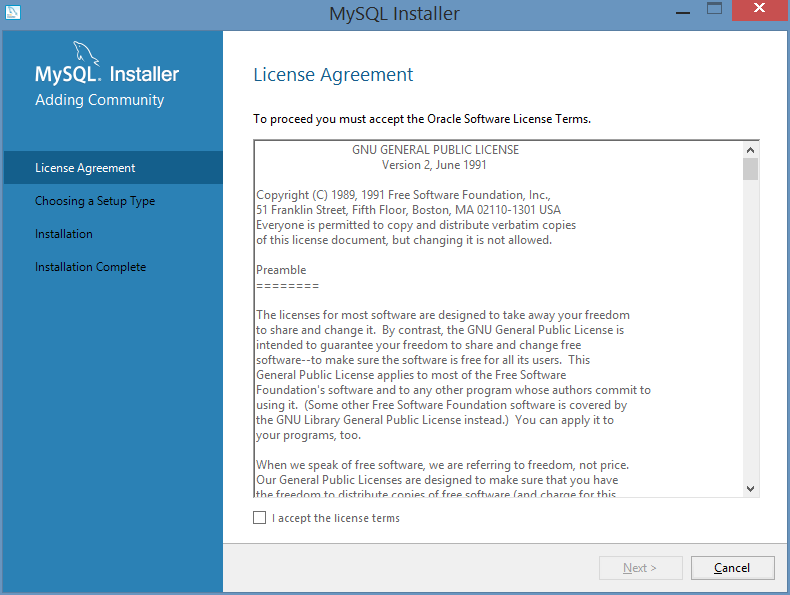 MySQL Installer
MySQL. Installer
Adding Community
License Agreement
Choosing a Setup Type
Installation
Installation Complete
License Agreement
To proceed you must accept the Oracle Software License Terms.
GNU GENERAL PUBLIC LICENSE
Version 2, June 1991
Copyright (C) 1989, 1991 Free Software Foundation, Inc.,
51 Franklin Street, Fifth Floor, Boston, MA 02110-1301 USA
Everyone is permitted to copy and distribute verbatim copies
of this license document, but changing it is not allowed.
Preamble
========
The licenses for most software are designed to take away your freedom
to share and change it.  By contrast, the GNU General Public License is
intended to guarantee your freedom to share and change free
software--to make sure the software is free for all its users.  This
General Public License applies to most of the Free Software
Foundation's software and to any other program whose authors commit to
using it.  (Some other Free Software Foundation software is covered by
the GNU Library General Public License instead.)  You can apply it to
your programs, too.
When we speak of free software, we are referring to freedom, not price.
Our General Public Licenses are designed to make sure that you have
the freedom to distribute copies of free software (and charge for this
I accept the license terms
Next >
Cancel